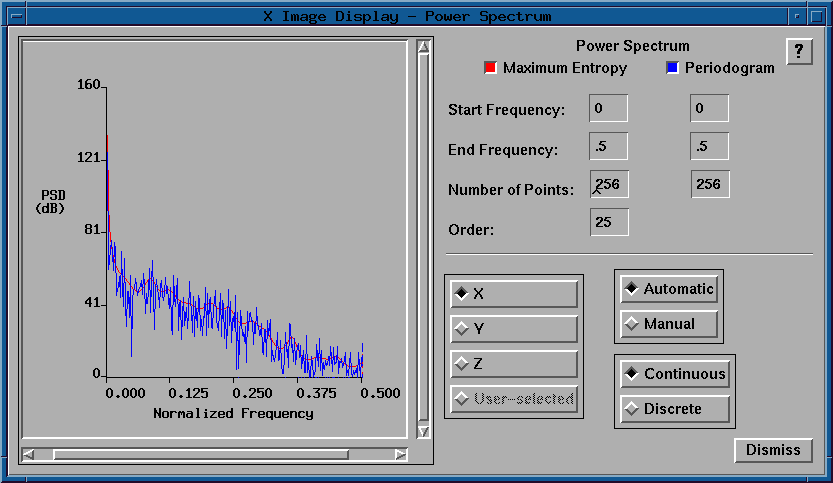 X Image Display - Power Spectrum
Power Spectrum
?
Maximum Entropy Periodogram
Start Frequency: 0 0
End Frequency: .5 .5
Number of Points: 256 256
Order: 25
160
121
PSD
(dB)
81
41
0
0.000 0.125 0.250 0.375 0.500
Normalized Frequency
X
Y
Z
User-selected
Automatic
Manual
Continuous
Discrete
Dismiss